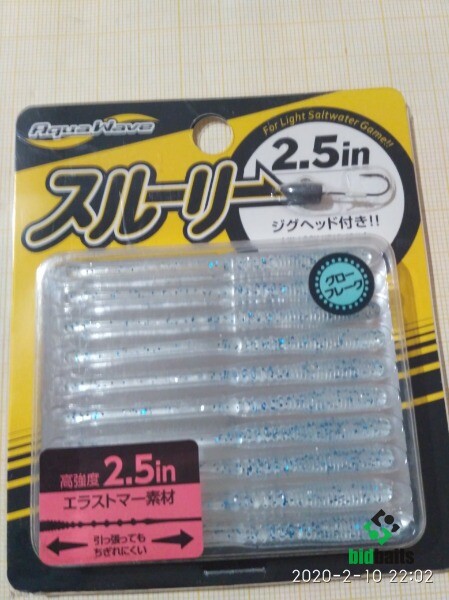 AquaWave
For Light Saltwater Game!!
2.5in
スルーリー
ジグヘッド付き!!
グロー
フレーク
高強度 2.5in
エラストマー素材
引っ張っても
ちぎれにくい
bidbaits
2020-2-10 22:02